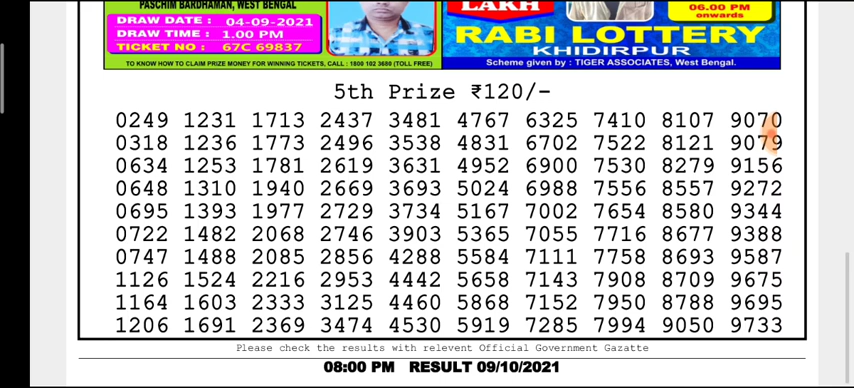 PASCHIM BARDHAMAN, WEST BENGAL
DRAW DATE : 04-09-2021
DRAW TIME : 1.00 PM
TICKET NO : 67C 69837
LAKH
06.00 PM
onwards
RABI LOTTERY
KHIDIRPUR
TO KNOW HOW TO CLAIM PRIZE MONEY FOR WINNING TICKETS, CALL : 1800 102 3680 (TOLL FREE)
Scheme given by : TIGER ASSOCIATES, West Bengal.
5th Prize ₹120/-
0249 1231 1713 2437 3481 4767 6325 7410 8107 9070
0318 1236 1773 2496 3538 4831 6702 7522 8121 9079
0634 1253 1781 2619 3631 4952 6900 7530 8279 9156
0648 1310 1940 2669 3693 5024 6988 7556 8557 9272
0695 1393 1977 2729 3734 5167 7002 7654 8580 9344
0722 1482 2068 2746 3903 5365 7055 7716 8677 9388
0747 1488 2085 2856 4288 5584 7111 7758 8693 9587
1126 1524 2216 2953 4442 5658 7143 7908 8709 9675
1164 1603 2333 3125 4460 5868 7152 7950 8788 9695
1206 1691 2369 3474 4530 5919 7285 7994 9050 9733
Please check the results with relevent Official Government Gazatte
08:00 PM RESULT 09/10/2021